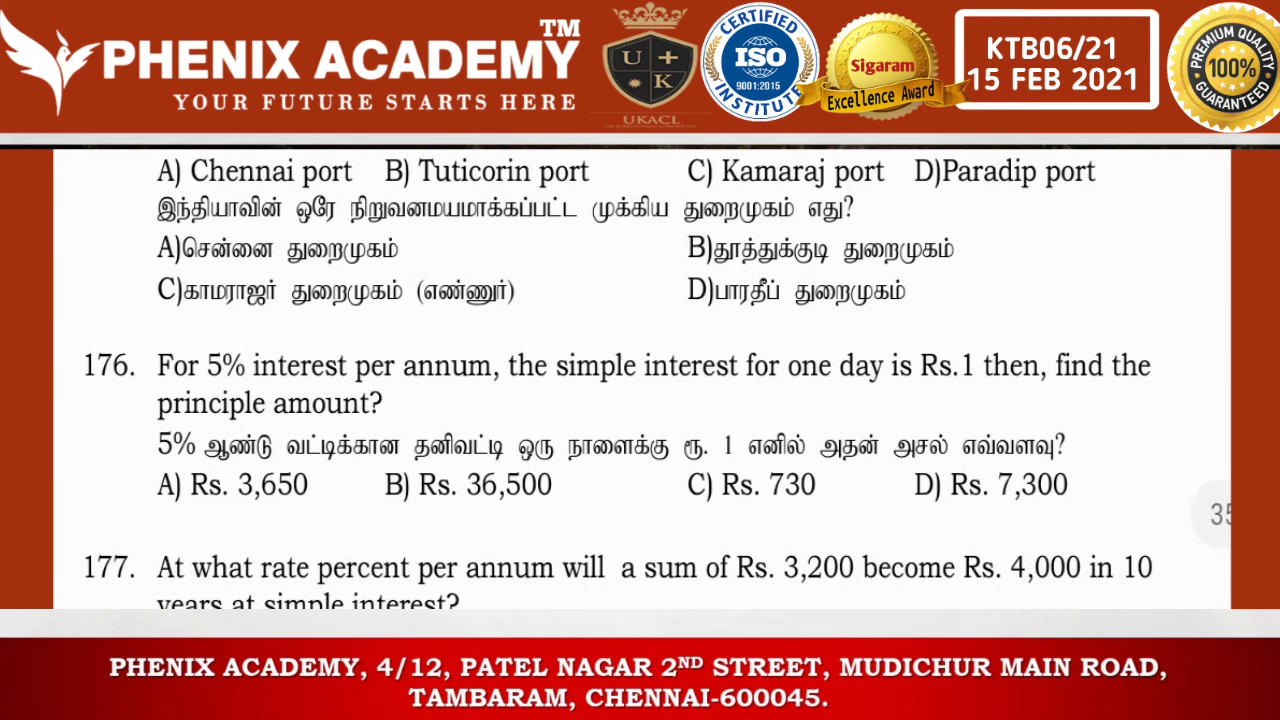 TM
PHENIX ACADEMY
YOUR FUTURE STARTS HERE
U +
K
UKACL
CERTIFIED
ISO
9001:2015
INSTITUTE
Sigaram
Excellence Award
KTB06/21
15 FEB 2021
PREMIUM QUALITY
100%
GUARANTEED
A) Chennai port B) Tuticorin port C) Kamaraj port D)Paradip port
இந்தியாவின் ஒரே நிறுவனமயமாக்கப்பட்ட முக்கிய துறைமுகம் எது?
A)சென்னை துறைமுகம் B)தூத்துக்குடி துறைமுகம்
C)காமராஜர் துறைமுகம் (எண்ணுர்) D)பாரதீப் துறைமுகம்
176. For 5% interest per annum, the simple interest for one day is Rs.1 then, find the
principle amount?
5% ஆண்டு வட்டிக்கான தனிவட்டி ஒரு நாளைக்கு ரூ. 1 எனில் அதன் அசல் எவ்வளவு?
A) Rs. 3,650 B) Rs. 36,500 C) Rs. 730 D) Rs. 7,300
35
177. At what rate percent per annum will a sum of Rs. 3,200 become Rs. 4,000 in 10
years at simple interest?
PHENIX ACADEMY, 4/12, PATEL NAGAR 2ND STREET, MUDICHUR MAIN ROAD,
TAMBARAM, CHENNAI-600045.